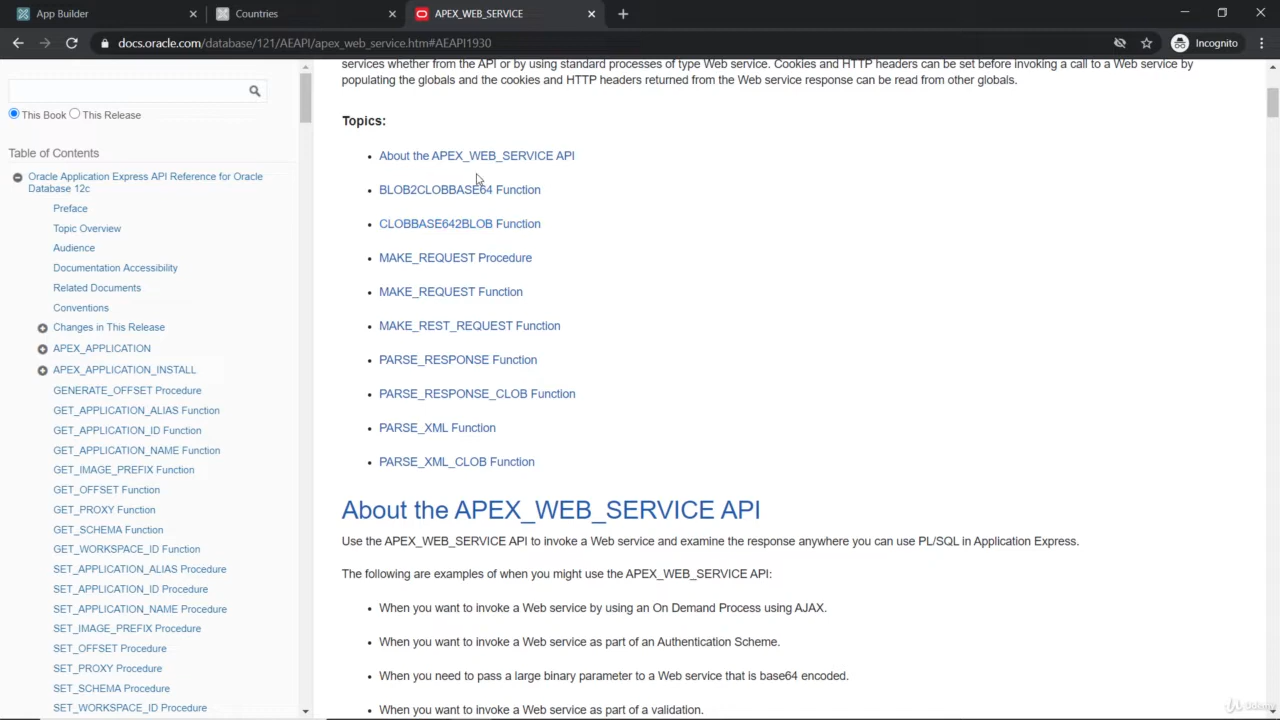 App Builder
Countries
APEX_WEB_SERVICE
docs.oracle.com/database/121/AEAPI/apex_web_service.htm#AEAPI1930
Incognito
This Book
This Release
Table of Contents
Oracle Application Express API Reference for Oracle
Database 12c
Preface
Topic Overview
Audience
Documentation Accessibility
Related Documents
Conventions
Changes in This Release
APEX_APPLICATION
APEX_APPLICATION_INSTALL
GENERATE_OFFSET Procedure
GET_APPLICATION_ALIAS Function
GET_APPLICATION_ID Function
GET_APPLICATION_NAME Function
GET_IMAGE_PREFIX Function
GET_OFFSET Function
GET_PROXY Function
GET_SCHEMA Function
GET_WORKSPACE_ID Function
SET_APPLICATION_ALIAS Procedure
SET_APPLICATION_ID Procedure
SET_APPLICATION_NAME Procedure
SET_IMAGE_PREFIX Procedure
SET_OFFSET Procedure
SET_PROXY Procedure
SET_SCHEMA Procedure
SET_WORKSPACE_ID Procedure
services whether from the API or by using standard processes of type Web service. Cookies and HTTP headers can be set before invoking a call to a Web service by
populating the globals and the cookies and HTTP headers returned from the Web service response can be read from other globals.
Topics:
About the APEX_WEB_SERVICE API
BLOB2CLOBBASE64 Function
CLOBBASE642BLOB Function
MAKE_REQUEST Procedure
MAKE_REQUEST Function
MAKE_REST_REQUEST Function
PARSE_RESPONSE Function
PARSE_RESPONSE_CLOB Function
PARSE_XML Function
PARSE_XML_CLOB Function
About the APEX_WEB_SERVICE API
Use the APEX_WEB_SERVICE API to invoke a Web service and examine the response anywhere you can use PL/SQL in Application Express.
The following are examples of when you might use the APEX_WEB_SERVICE API:
When you want to invoke a Web service by using an On Demand Process using AJAX.
When you want to invoke a Web service as part of an Authentication Scheme.
When you need to pass a large binary parameter to a Web service that is base64 encoded.
When you want to invoke a Web service as part of a validation.
Udemy